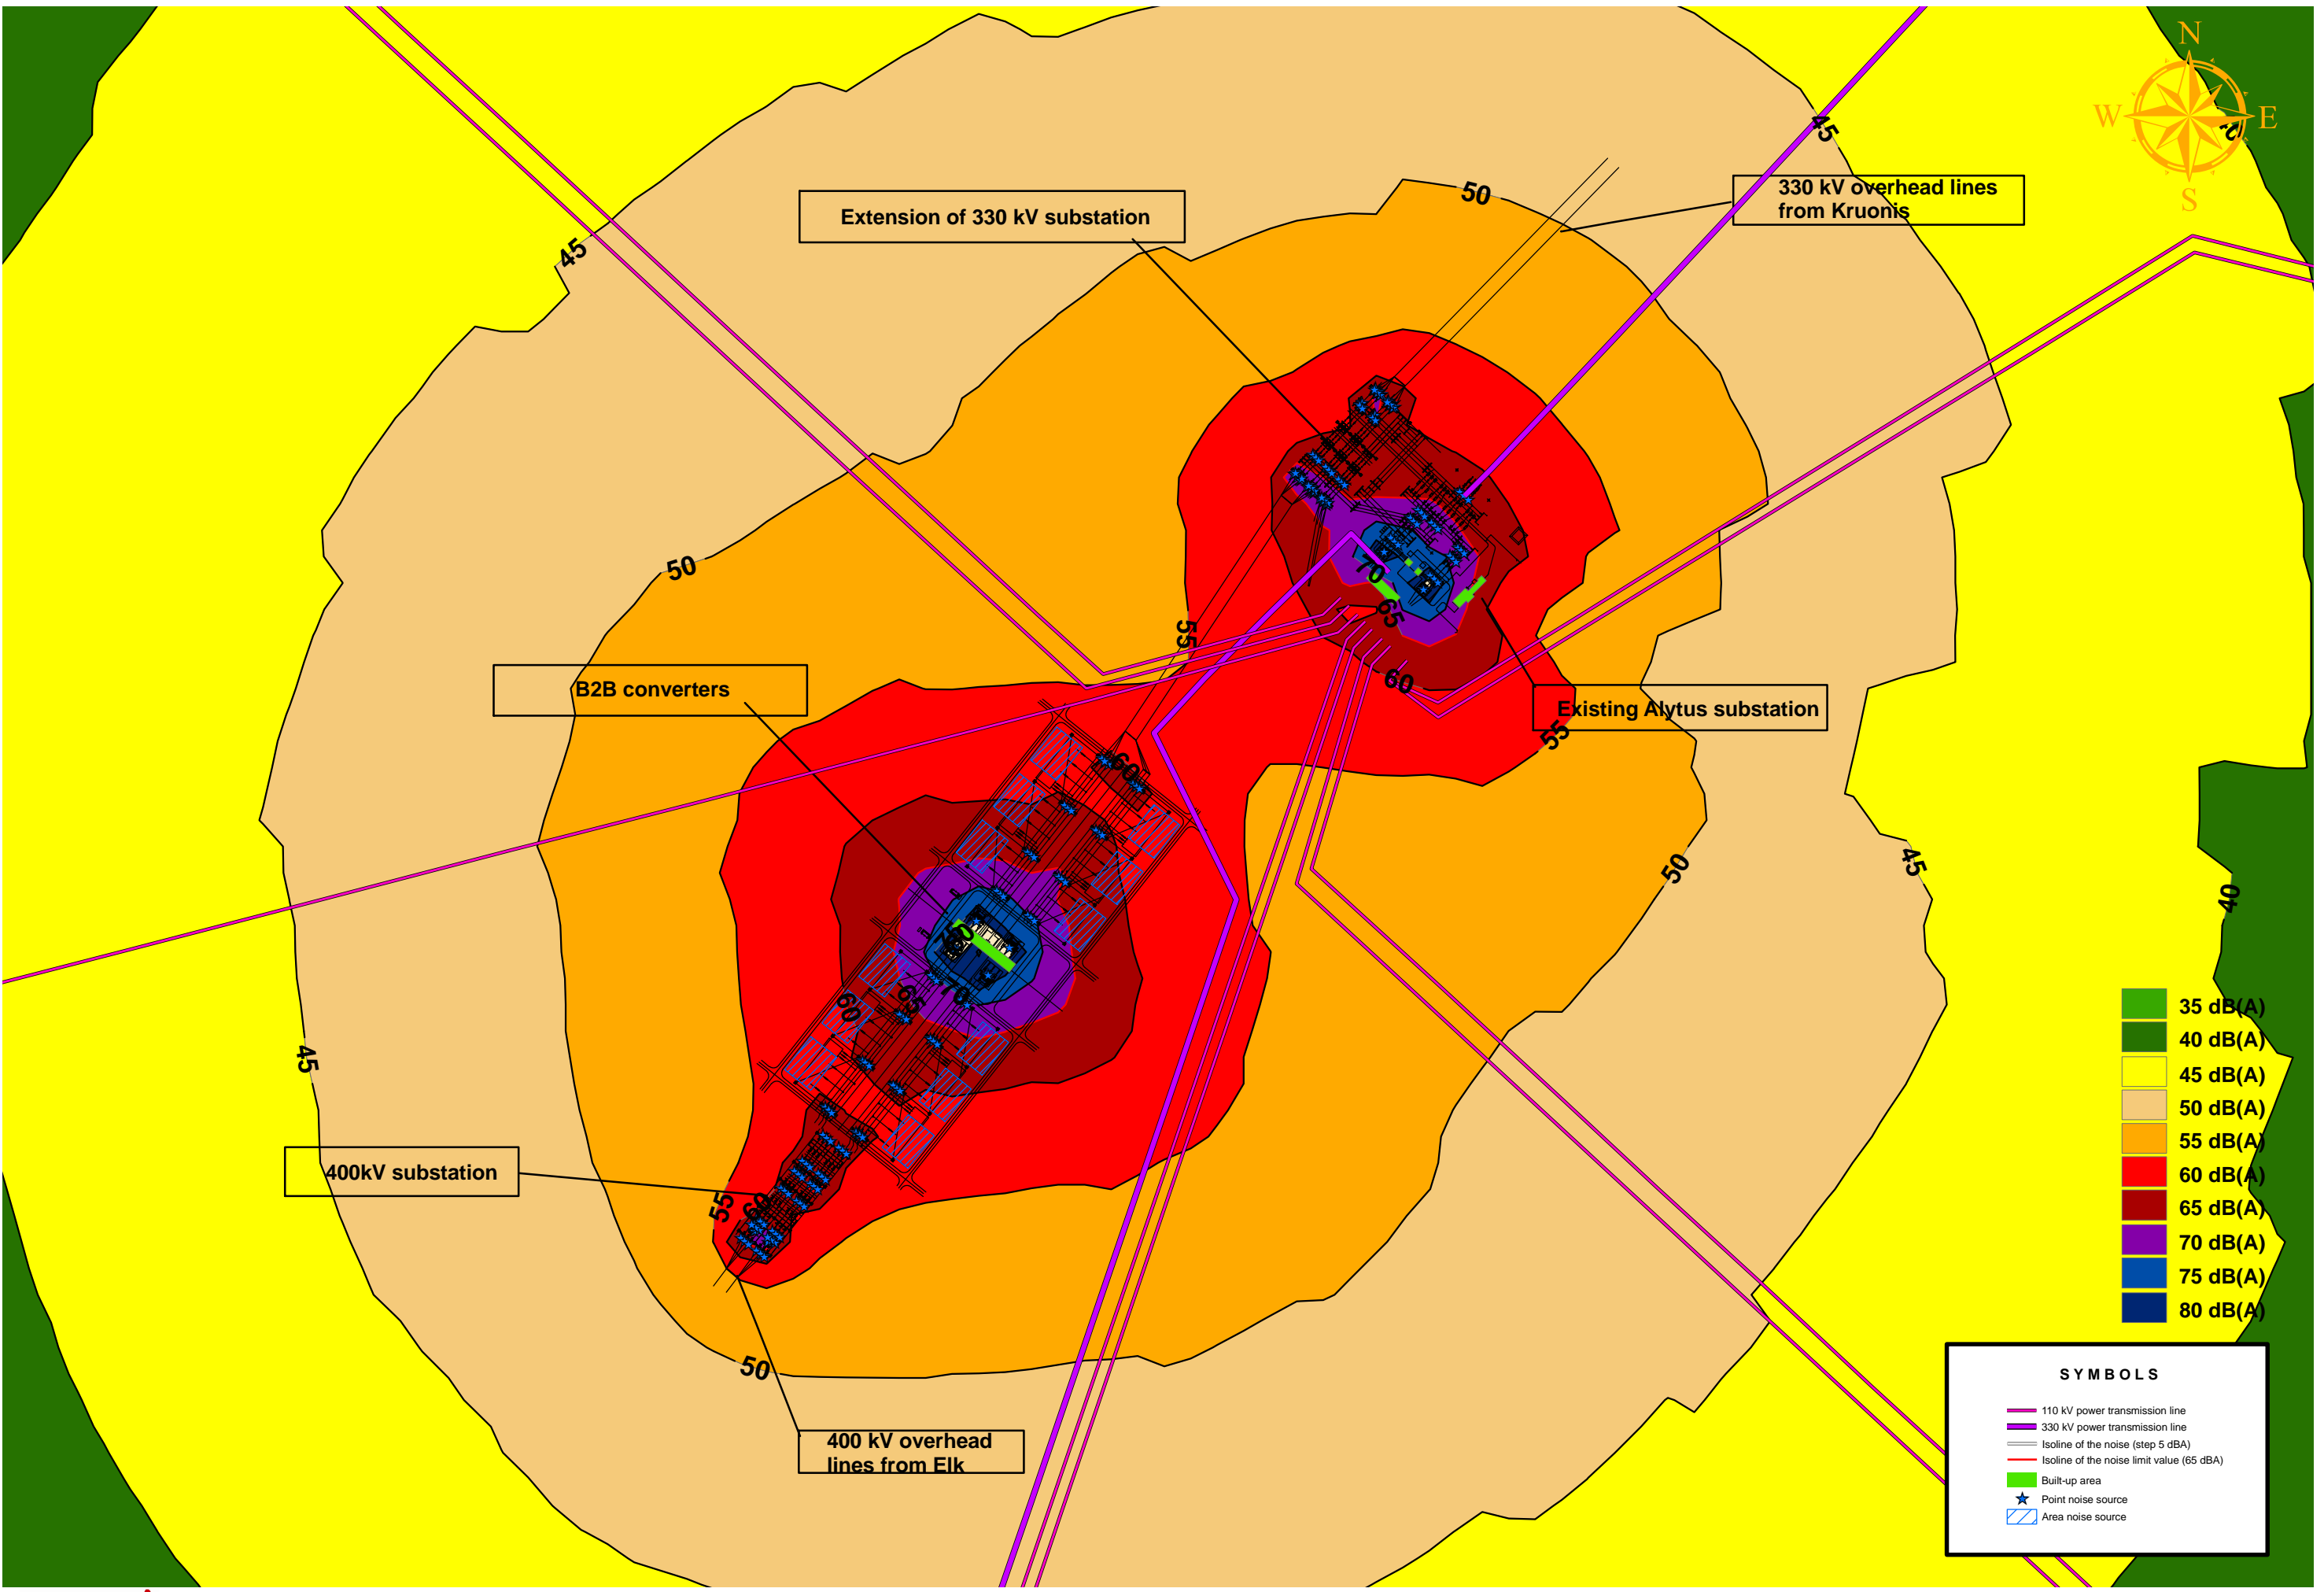 N
W
E
S
40
45
50
330 kV overhead lines
from Kruonis
Extension of 330 kV substation
45
50
70
65
55
60
B2B converters
Existing Alytus substation
55
60
50
45
40
70
60
65
70
45
400kV substation
55
60
50
400 kV overhead
lines from Elk
35 dB(A)
40 dB(A)
45 dB(A)
50 dB(A)
55 dB(A)
60 dB(A)
65 dB(A)
70 dB(A)
75 dB(A)
80 dB(A)
SYMBOLS
110 kV power transmission line
330 kV power transmission line
Isoline of the noise (step 5 dBA)
Isoline of the noise limit value (65 dBA)
Built-up area
Point noise source
Area noise source